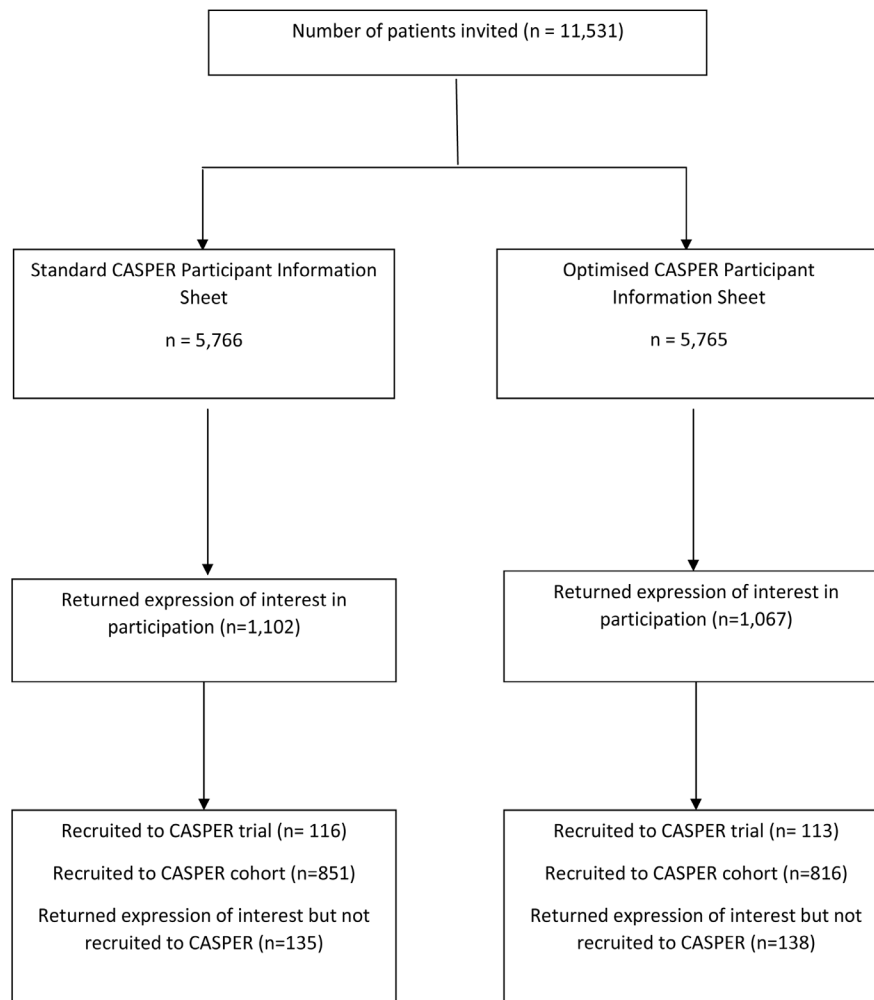 Number of patients invited (n = 11,531)
Standard CASPER Participant Information
Sheet
n = 5,766
Optimised CASPER Participant
Information Sheet
n = 5,765
Returned expression of interest in
participation (n=1,102)
Returned expression of interest in
participation (n=1,067)
Recruited to CASPER trial (n= 116)
Recruited to CASPER cohort (n=851)
Returned expression of interest but not
recruited to CASPER (n=135)
Recruited to CASPER trial (n= 113)
Recruited to CASPER cohort (n=816)
Returned expression of interest but not
recruited to CASPER (n=138)